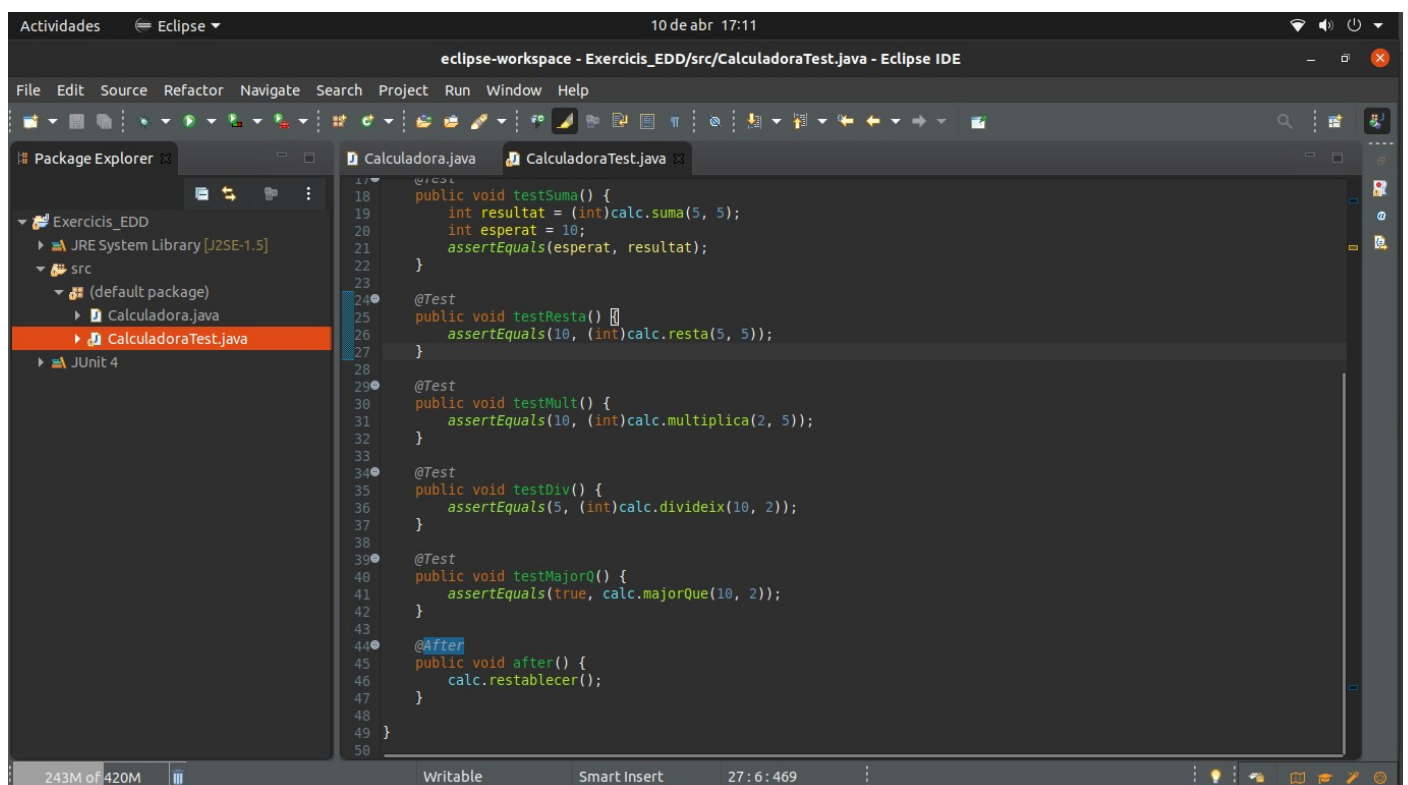 Actividades Eclipse 10 de abr 17:11
eclipse-workspace - Exercicis_EDD/src/CalculadoraTest.java - Eclipse IDE
File Edit Source Refactor Navigate Search Project Run Window Help
Package Explorer
Exercicis_EDD
JRE System Library [J2SE-1.5]
src
(default package)
Calculadora.java
CalculadoraTest.java
JUnit 4
Calculadora.java CalculadoraTest.java
17 @Test
18 public void testSuma() {
19 int resultat = (int)calc.suma(5, 5);
20 int esperat = 10;
21 assertEquals(esperat, resultat);
22 }
23
24 @Test
25 public void testResta() {
26 assertEquals(10, (int)calc.resta(5, 5));
27 }
28
29 @Test
30 public void testMult() {
31 assertEquals(10, (int)calc.multiplica(2, 5));
32 }
33
34 @Test
35 public void testDiv() {
36 assertEquals(5, (int)calc.divideix(10, 2));
37 }
38
39 @Test
40 public void testMajorQ() {
41 assertEquals(true, calc.majorQue(10, 2));
42 }
43
44 @After
45 public void after() {
46 calc.restablecer();
47 }
48
49 }
50
243M of 420M Writable Smart Insert 27 : 6 : 469